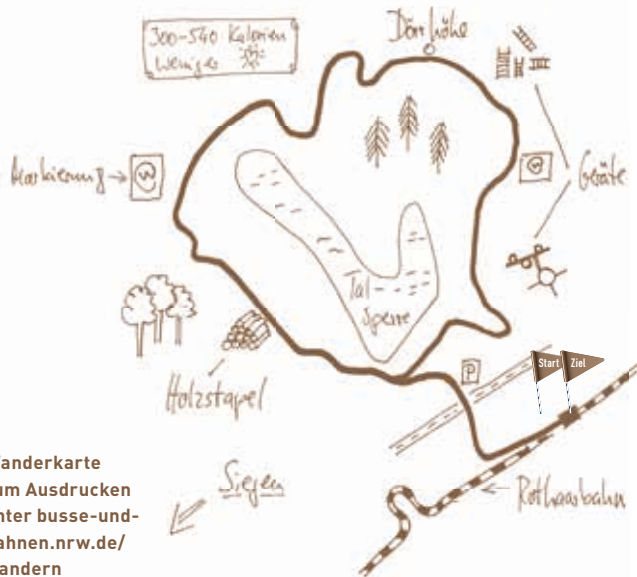 300-540 Kalorien
weniger
Dörrhöhe
Markierung
W
W
Geräte
Tal
Sperre
Holzstapel
P
Start Ziel
Siegen
Rothaarbahn
anderkarte
um Ausdrucken
nter busse-und-
ahnen.nrw.de/
andern